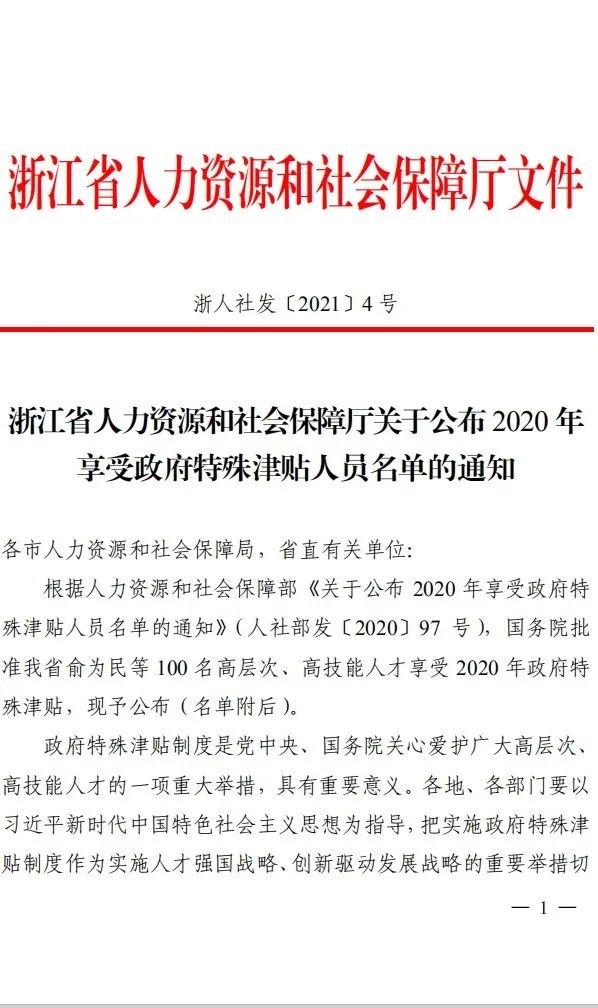 浙江省人力资源和社会保障厅文件
浙人社发〔2021〕4 号
浙江省人力资源和社会保障厅关于公布 2020 年
享受政府特殊津贴人员名单的通知
各市人力资源和社会保障局，省直有关单位：
根据人力资源和社会保障部《关于公布 2020 年享受政府特
殊津贴人员名单的通知》（人社部发〔2020〕97 号），国务院批
准我省俞为民等 100 名高层次、高技能人才享受 2020 年政府特
殊津贴，现予公布（名单附后）。
政府特殊津贴制度是党中央、国务院关心爱护广大高层次、
高技能人才的一项重大举措，具有重要意义。各地、各部门要以
习近平新时代中国特色社会主义思想为指导，把实施政府特殊津
贴制度作为实施人才强国战略、创新驱动发展战略的重要举措切
— 1 —